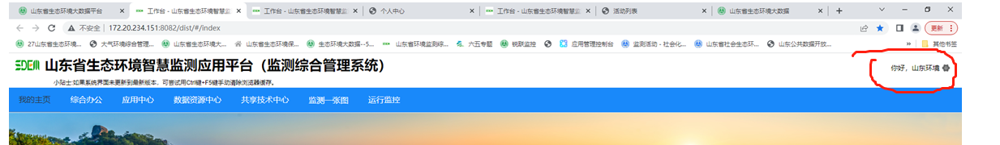 山东省生态环境大数据平台
工作台 - 山东省生态环境智慧监
工作台 - 山东省生态环境智慧监
个人中心
工作台 - 山东省生态环境智慧监
活动列表
山东省生态环境大数据
不安全 | 172.20.234.151:8082/dist/#/index
更新
27山东省生态环境...
大气环境综合管理...
山东省生态环境大...
山东省生态环境保...
生态环境大数据--5...
山东省环境监测综...
六五专题
锐联监控
应用管理控制台
监测活动 - 社会化...
山东省社会生态环...
山东公共数据开放...
»
其他书签
SDEM 山东省生态环境智慧监测应用平台（监测综合管理系统）
你好，山东环境
小贴士:如果系统界面未更新到最新版本，可尝试用Ctrl键+F5键手动清除浏览器缓存。
我的主页 综合办公 应用中心 数据资源中心 共享技术中心 监测一张图 运行监控